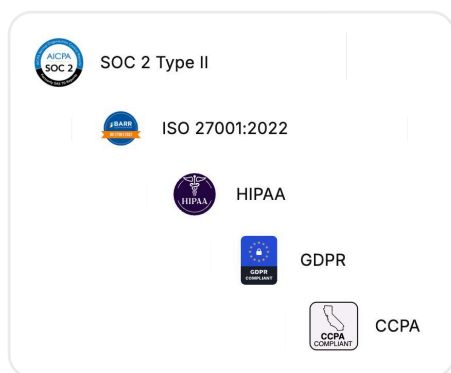 AICPA
SOC 2
SOC 2 Type II
BARR
ISO 27001:2022
HIPAA
HIPAA
GDPR
COMPLIANT
GDPR
CCPA
COMPLIANT
CCPA